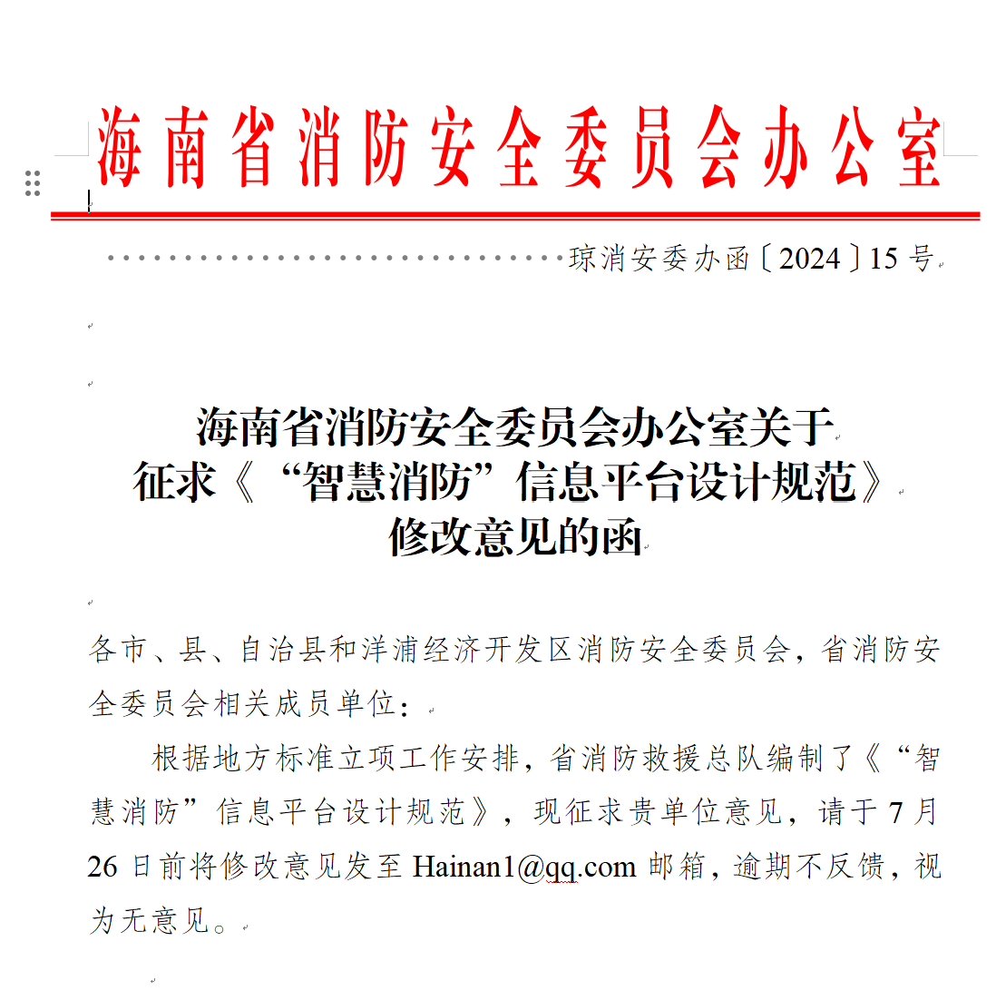 海南省消防安全委员会办公室
琼消安委办函〔2024〕15 号
海南省消防安全委员会办公室关于
征求《“智慧消防”信息平台设计规范》
修改意见的函
各市、县、自治县和洋浦经济开发区消防安全委员会，省消防安
全委员会相关成员单位：
根据地方标准立项工作安排，省消防救援总队编制了《“智
慧消防”信息平台设计规范》，现征求贵单位意见，请于 7 月
26 日前将修改意见发至 Hainan1@qq.com 邮箱，逾期不反馈，视
为无意见。